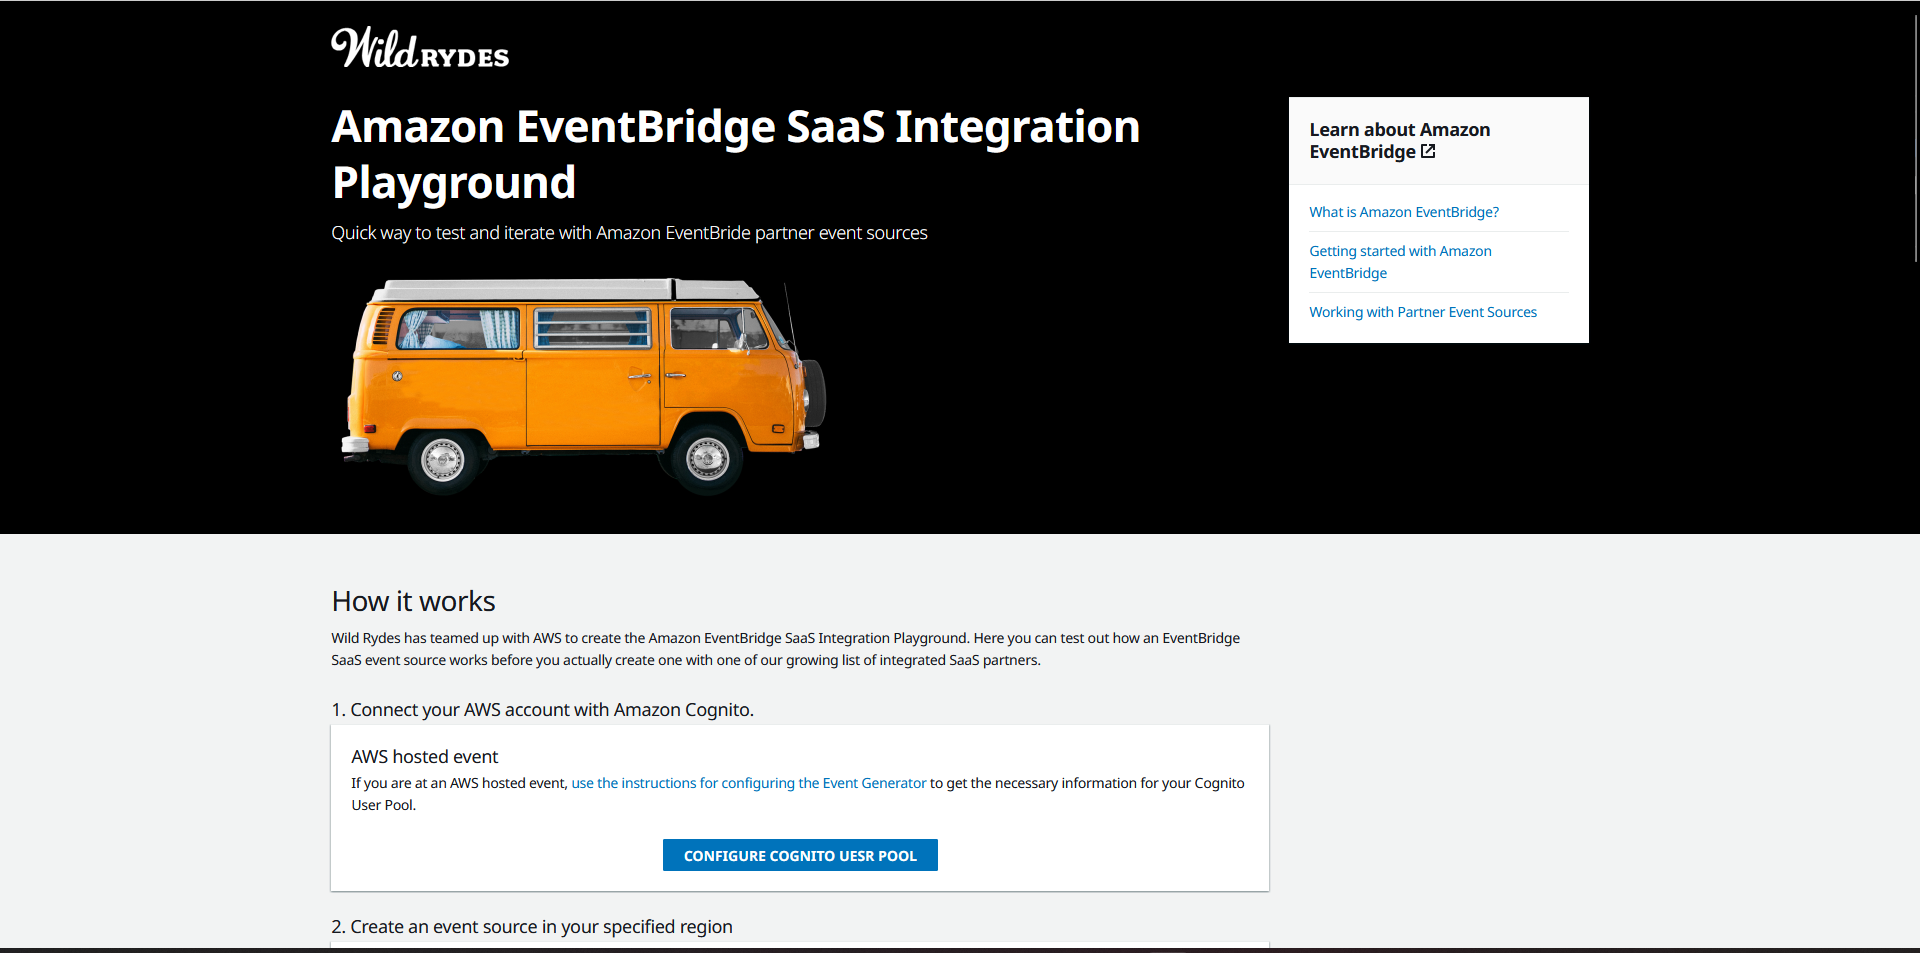 Wild RYDES
Amazon EventBridge SaaS Integration
Playground
Quick way to test and iterate with Amazon EventBride partner event sources
Learn about Amazon
EventBridge
What is Amazon EventBridge?
Getting started with Amazon
EventBridge
Working with Partner Event Sources
How it works
Wild Rydes has teamed up with AWS to create the Amazon EventBridge SaaS Integration Playground. Here you can test out how an EventBridge
SaaS event source works before you actually create one with one of our growing list of integrated SaaS partners.
1. Connect your AWS account with Amazon Cognito.
AWS hosted event
If you are at an AWS hosted event, use the instructions for configuring the Event Generator to get the necessary information for your Cognito
User Pool.
CONFIGURE COGNITO UESR POOL
2. Create an event source in your specified region